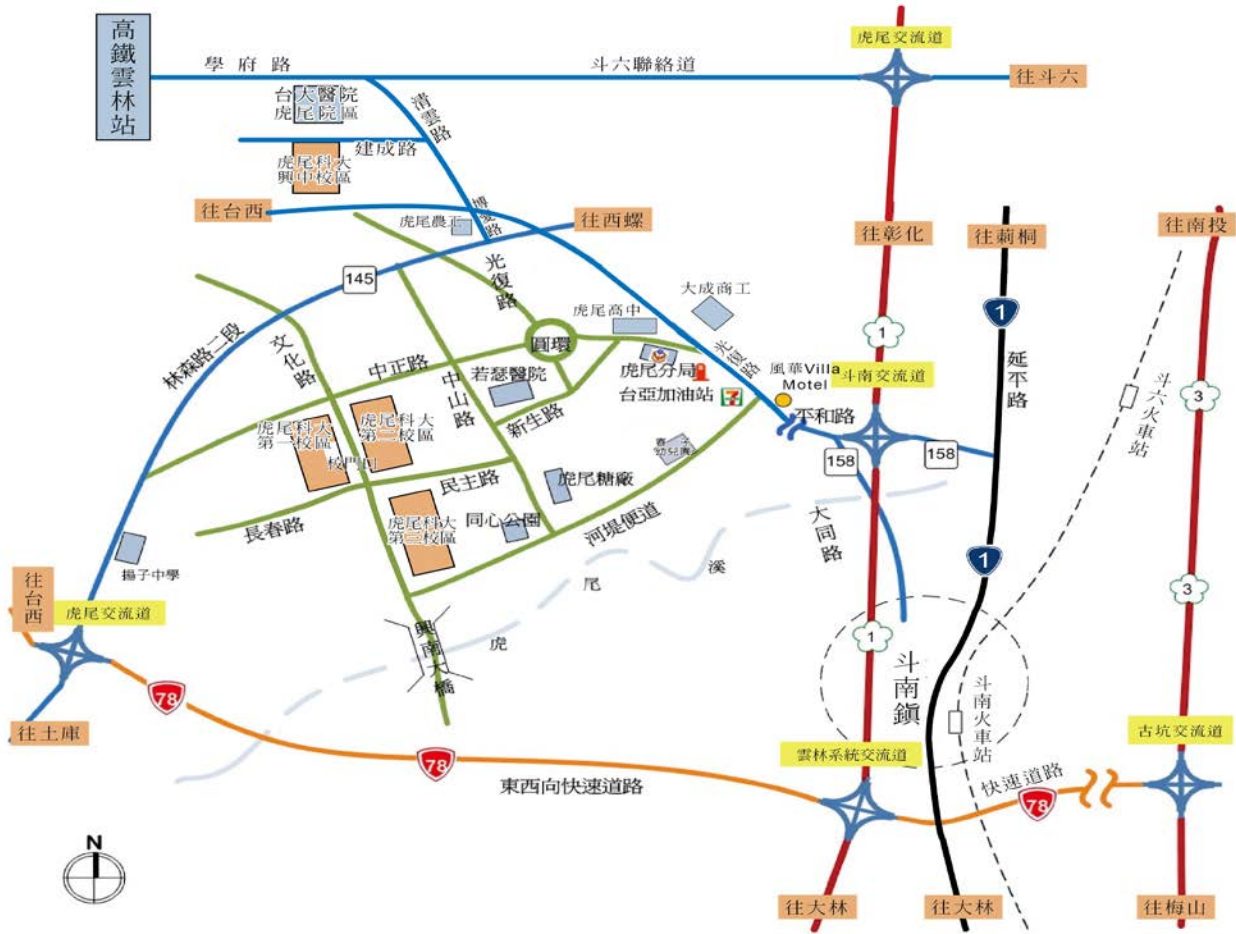 高鐵雲林站
學府路
斗六聯絡道
虎尾交流道
往斗六
台大醫院
虎尾院區
清雲路
建成路
虎尾科大
興中校區
往台西
虎尾農工
博愛路
往西螺
往彰化
往莿桐
往南投
145
光復路
大成商工
虎尾高中
1
1
林森路二段
文化路
中正路
中山路
圓環
若瑟醫院
虎尾分局
台亞加油站
7
光復路
風華Villa
Motel
斗南交流道
延平路
斗六火車站
3
新生路
平和路
虎尾科大
第一校區
校門口
虎尾科大
第二校區
幼兒園
158
158
民主路
虎尾糖廠
長春路
虎尾科大
第三校區
同心公園
河堤便道
大同路
1
揚子中學
虎
尾
溪
3
往台西
虎尾交流道
興南大橋
1
斗南鎮
斗南火車站
78
往土庫
78
東西向快速道路
雲林系統交流道
古坑交流道
快速道路
78
N
往大林
往大林
往梅山